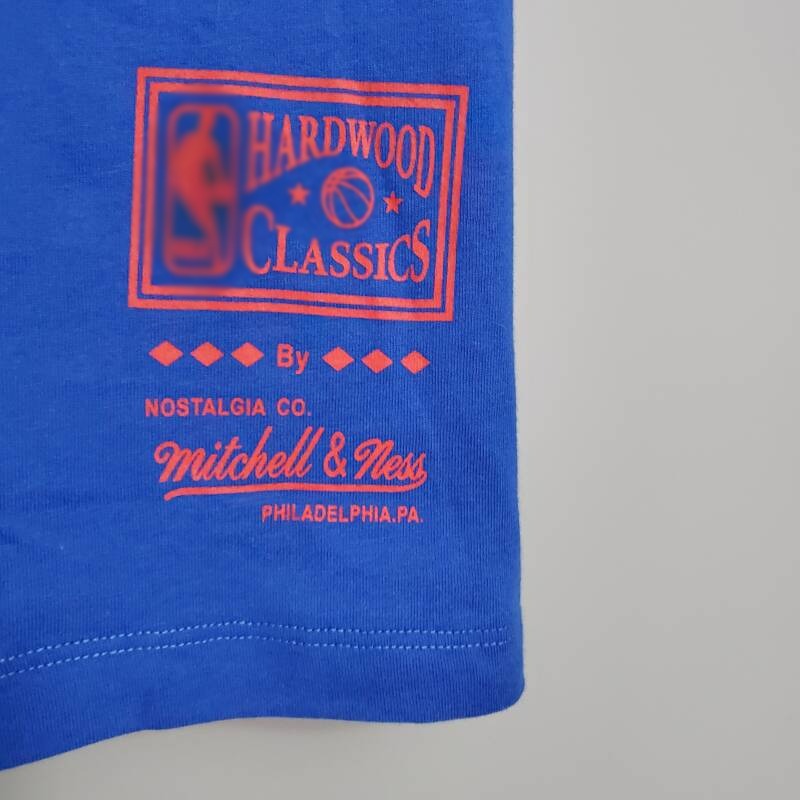 HARDWOOD
CLASSICS
By
NOSTALGIA CO.
Mitchell & Ness
PHILADELPHIA.PA.